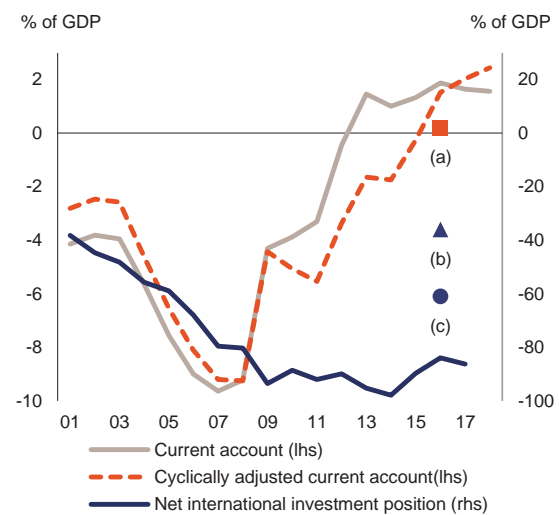 % of GDP % of GDP
2 20
0 0
(a)
-2 -20
-4 -40
(b)
-6 -60
(c)
-8 -80
-10 -100
01 03 05 07 09 11 13 15 17
Current account (lhs)
Cyclically adjusted current account(lhs)
Net international investment position (rhs)